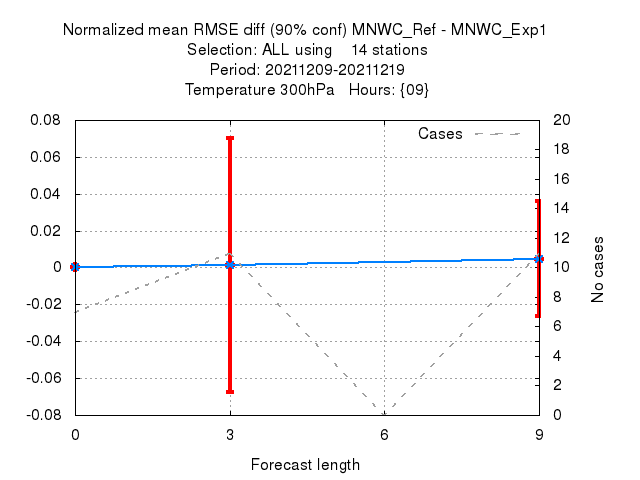 Normalized mean RMSE diff (90% conf) MNWC_Ref - MNWC_Exp1
Selection: ALL using    14 stations
Period: 20211209-20211219
Temperature 300hPa   Hours: {09}
Cases
0.08
0.06
0.04
0.02
0
-0.02
-0.04
-0.06
-0.08
20
18
16
14
12
10
8
6
4
2
0
No cases
0 3 6 9
Forecast length